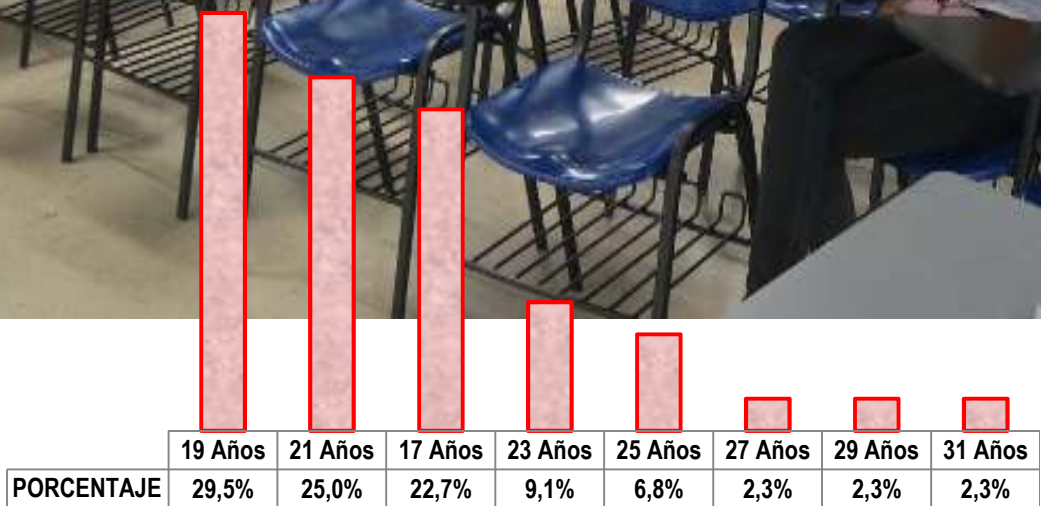 19 Años 21 Años 17 Años 23 Años 25 Años 27 Años 29 Años 31 Años
PORCENTAJE 29,5% 25,0% 22,7% 9,1% 6,8% 2,3% 2,3% 2,3%